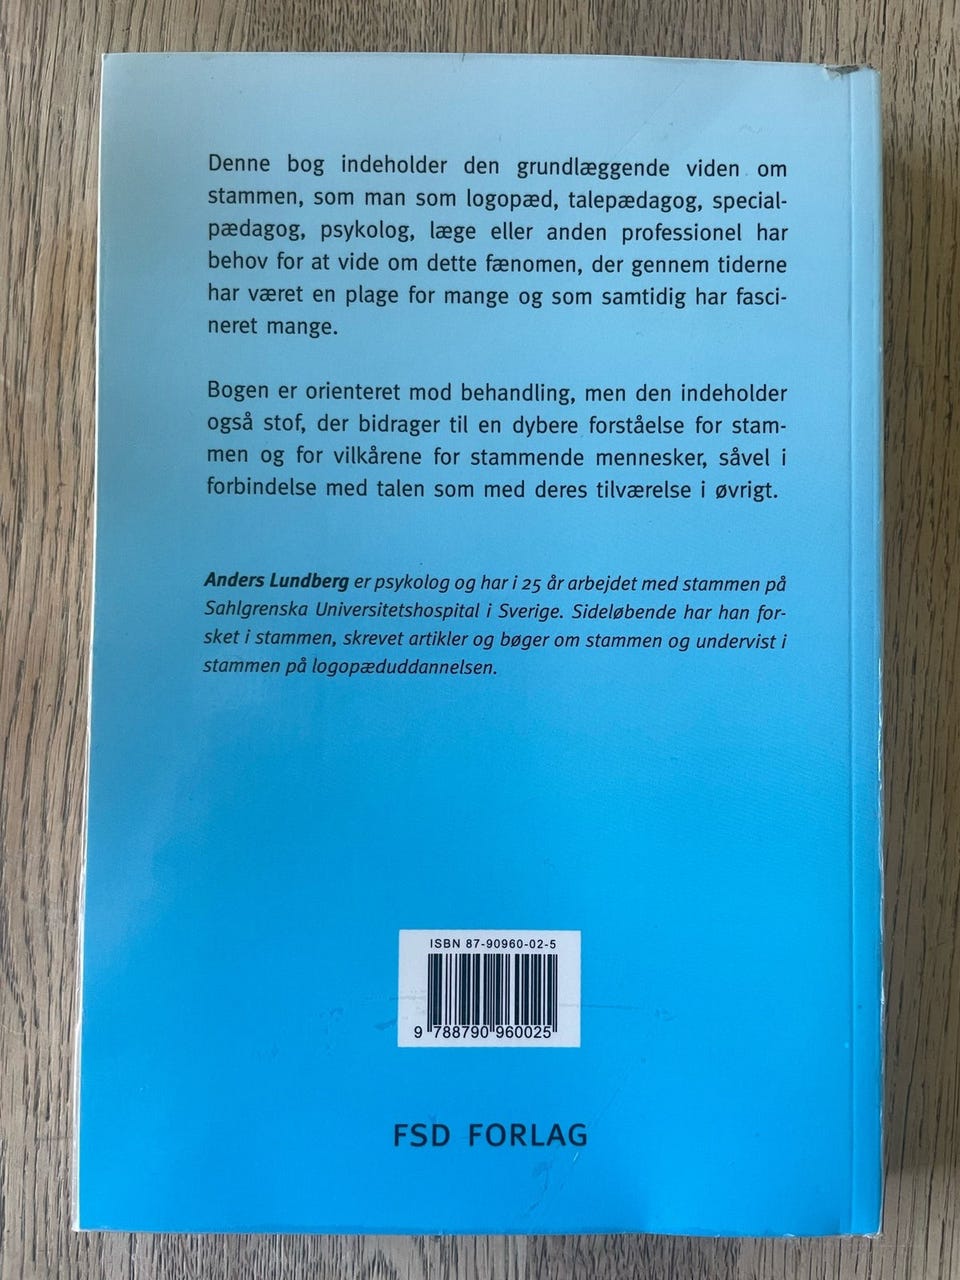 Denne bog indeholder den grundlæggende viden om
stammen, som man som logopæd, talepædagog, special-
pædagog, psykolog, læge eller anden professionel har
behov for at vide om dette fænomen, der gennem tiderne
har været en plage for mange og som samtidig har fasci-
neret mange.
Bogen er orienteret mod behandling, men den indeholder
også stof, der bidrager til en dybere forståelse for stam-
men og for vilkårene for stammende mennesker, såvel i
forbindelse med talen som med deres tilværelse i øvrigt.
Anders Lundberg er psykolog og har i 25 år arbejdet med stammen på
Sahlgrenska Universitetshospital i Sverige. Sideløbende har han for-
sket i stammen, skrevet artikler og bøger om stammen og undervist i
stammen på logopæduddannelsen.
ISBN 87-90960-02-5
9 788790 960025
FSD FORLAG